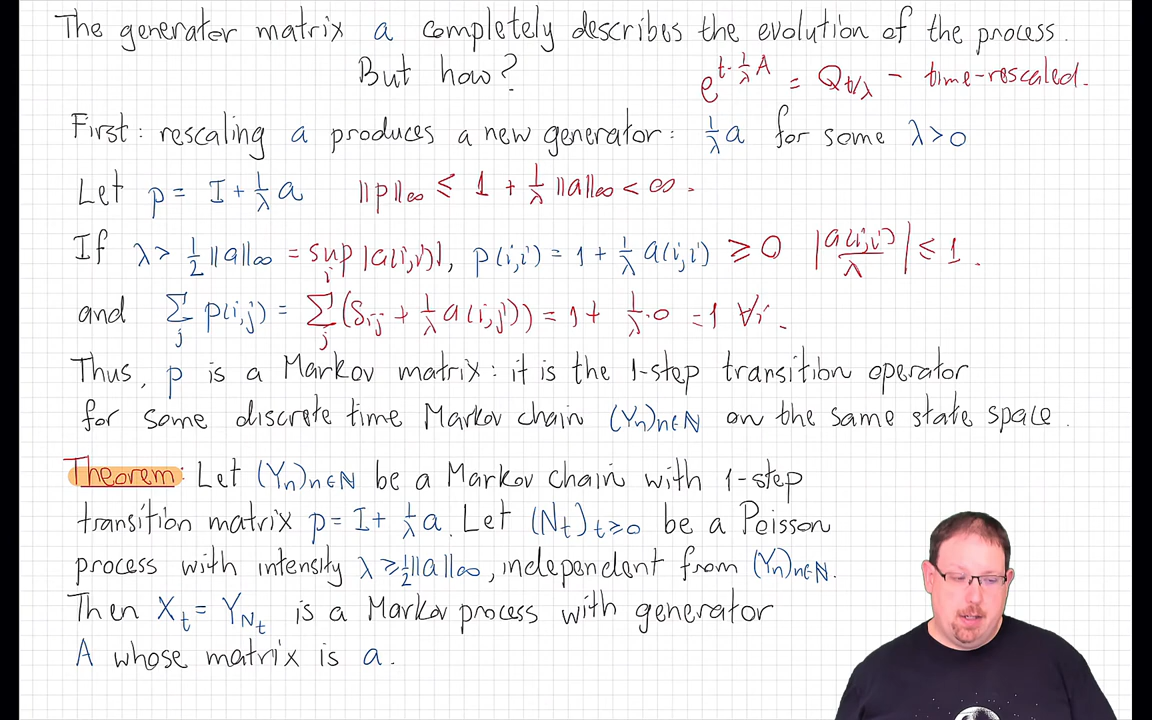 The generator matrix a completely describes the evolution of the process.
But how?
e^{t·1/λ A} = Q_{t/λ} – time-rescaled.
First: rescaling a produces a new generator: 1/λ a for some λ>0
Let p = I + 1/λ a ‖p‖∞ ≤ 1 + 1/λ ‖a‖∞ < ∞.
If λ > 1/2 ‖a‖∞ = sup_i |a(i,i)|, p(i,i) = 1 + 1/λ a(i,i) ≥ 0 |a(i,i)/λ| ≤ 1.
and Σ_j p(i,j) = Σ_j (δ_ij + 1/λ a(i,j)) = 1 + 1/λ·0 = 1 ∀i.
Thus, p is a Markov matrix: it is the 1-step transition operator
for some discrete time Markov chain (Yn)n∈ℕ on the same state space.
Theorem: Let (Yn)n∈ℕ be a Markov chain with 1-step
transition matrix p = I + 1/λ a. Let (Nt)t≥0 be a Poisson
process with intensity λ ≥ 1/2 ‖a‖∞, independent from (Yn)n∈ℕ.
Then X_t = Y_{N_t} is a Markov process with generator
A whose matrix is a.